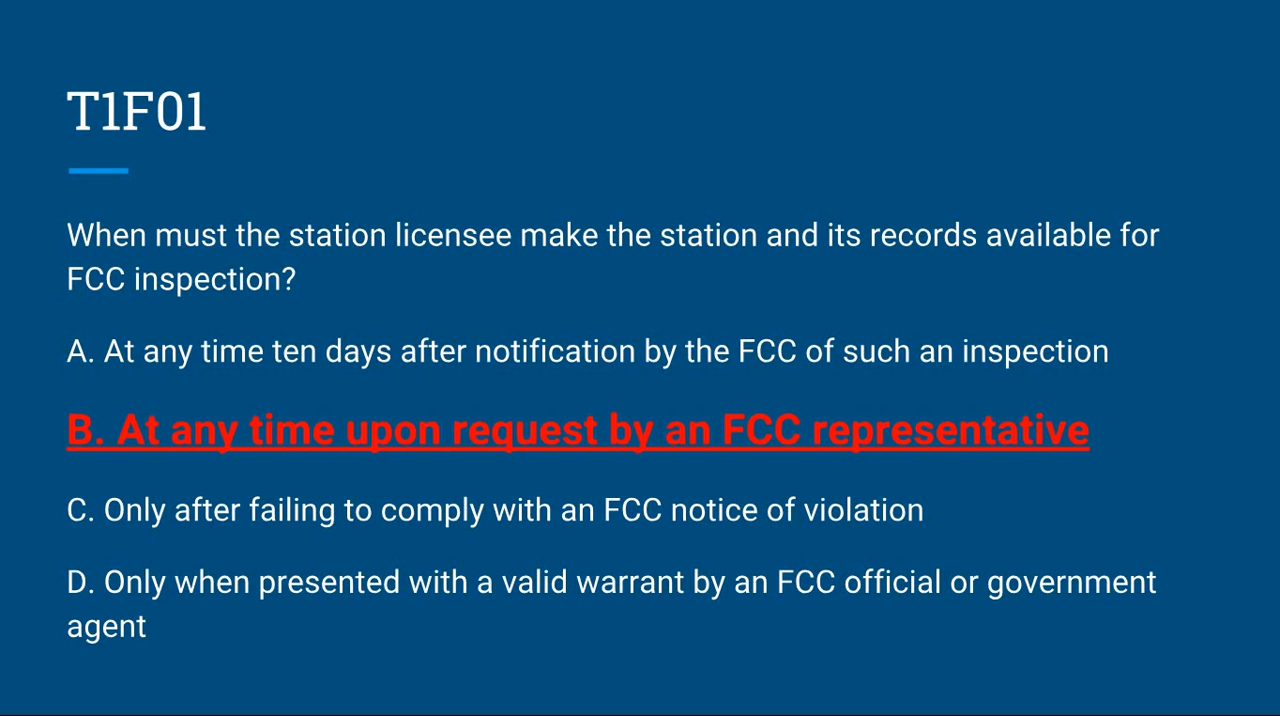 T1F01
When must the station licensee make the station and its records available for
FCC inspection?
A. At any time ten days after notification by the FCC of such an inspection
B. At any time upon request by an FCC representative
C. Only after failing to comply with an FCC notice of violation
D. Only when presented with a valid warrant by an FCC official or government
agent